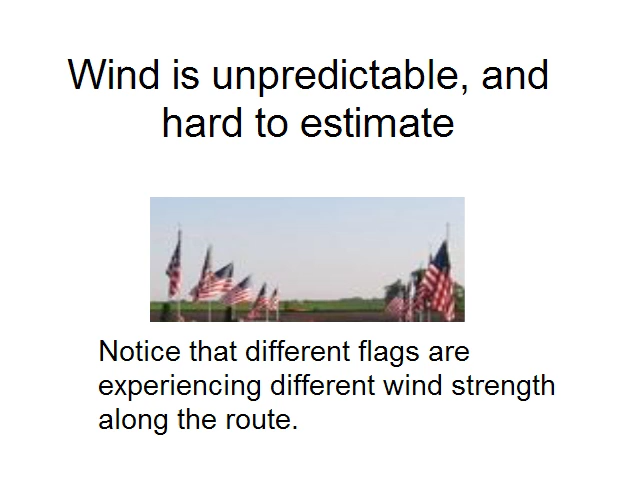 Wind is unpredictable, and
hard to estimate
Notice that different flags are
experiencing different wind strength
along the route.